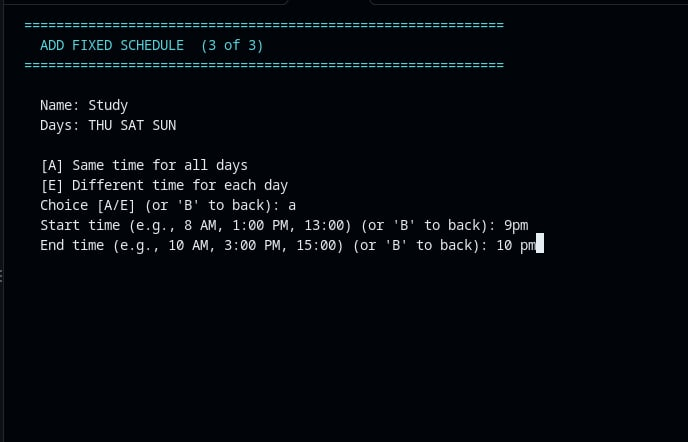 ============================================================
ADD FIXED SCHEDULE  (3 of 3)
============================================================
Name: Study
Days: THU SAT SUN
[A] Same time for all days
[E] Different time for each day
Choice [A/E] (or 'B' to back): a
Start time (e.g., 8 AM, 1:00 PM, 13:00) (or 'B' to back): 9pm
End time (e.g., 10 AM, 3:00 PM, 15:00) (or 'B' to back): 10 pm